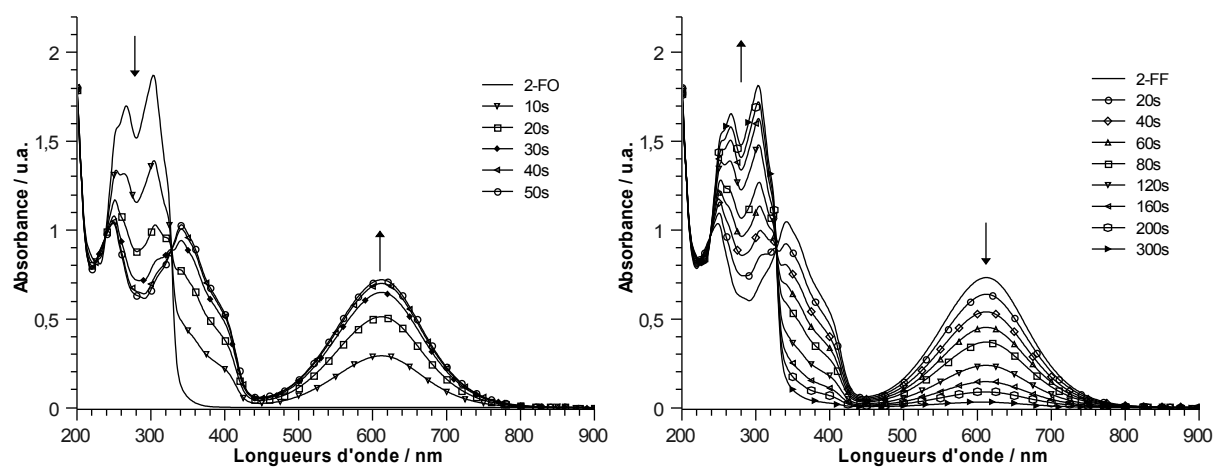 2
1,5
1
0,5
0
200 300 400 500 600 700 800 900
Absorbance / u.a.
Longueurs d'onde / nm
2-FO
10s
20s
30s
40s
50s
2
1,5
1
0,5
0
200 300 400 500 600 700 800 900
Absorbance / u.a.
Longueurs d'onde / nm
2-FF
20s
40s
60s
80s
120s
160s
200s
300s